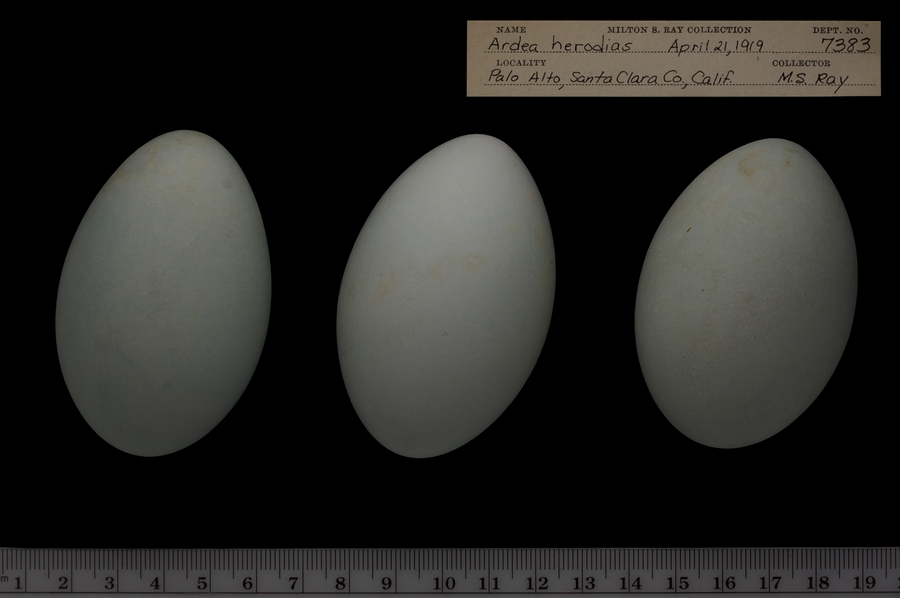 NAME MILTON S. RAY COLLECTION DEPT. NO.
Ardea herodias April 21, 1919 7383
LOCALITY COLLECTOR
Palo Alto, Santa Clara Co., Calif. M.S. Ray
m 1 2 3 4 5 6 7 8 9 10 11 12 13 14 15 16 17 18 19